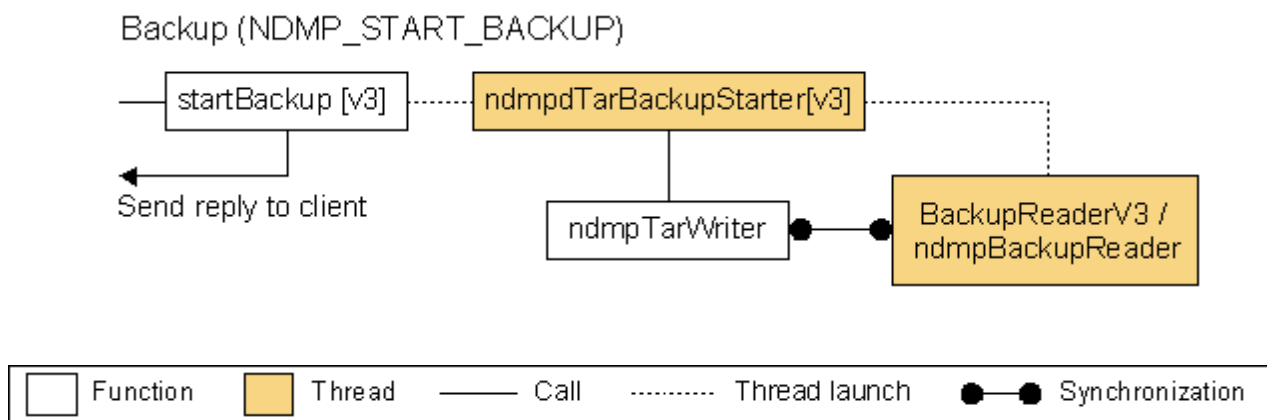 Backup (NDMP_START_BACKUP)
startBackup [v3]
ndmpdTarBackupStarter[v3]
Send reply to client
ndmpTarWriter
BackupReaderV3 /
ndmpBackupReader
Function
Thread
Call
Thread launch
Synchronization